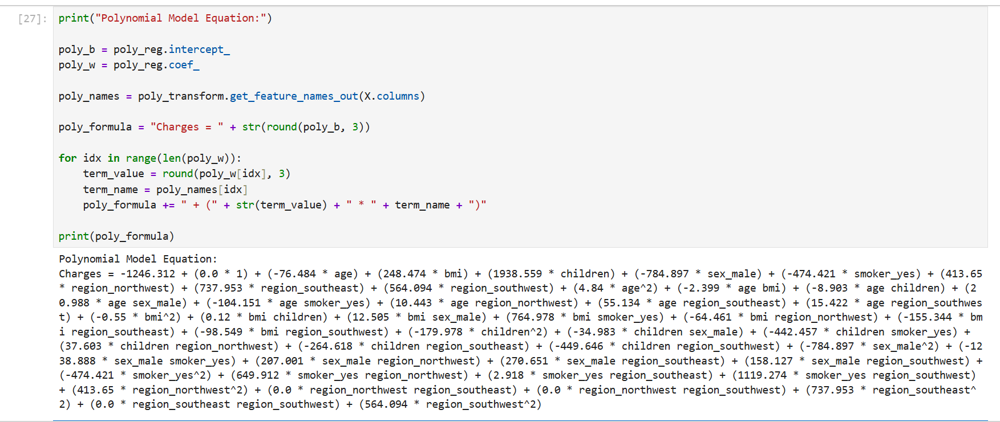 [27]: print("Polynomial Model Equation:")
poly_b = poly_reg.intercept_
poly_w = poly_reg.coef_
poly_names = poly_transform.get_feature_names_out(X.columns)
poly_formula = "Charges = " + str(round(poly_b, 3))
for idx in range(len(poly_w)):
    term_value = round(poly_w[idx], 3)
    term_name = poly_names[idx]
    poly_formula += " + (" + str(term_value) + " * " + term_name + ")"
print(poly_formula)
Polynomial Model Equation:
Charges = -1246.312 + (0.0 * 1) + (-76.484 * age) + (248.474 * bmi) + (1938.559 * children) + (-784.897 * sex_male) + (-474.421 * smoker_yes) + (413.65
* region_northwest) + (737.953 * region_southeast) + (564.094 * region_southwest) + (4.84 * age^2) + (-2.399 * age bmi) + (-8.903 * age children) + (2
0.988 * age sex_male) + (-104.151 * age smoker_yes) + (10.443 * age region_northwest) + (55.134 * age region_southeast) + (15.422 * age region_southwes
t) + (-0.55 * bmi^2) + (0.12 * bmi children) + (12.505 * bmi sex_male) + (764.978 * bmi smoker_yes) + (-64.461 * bmi region_northwest) + (-155.344 * bm
i region_southeast) + (-98.549 * bmi region_southwest) + (-179.978 * children^2) + (-34.983 * children sex_male) + (-442.457 * children smoker_yes) +
(37.603 * children region_northwest) + (-264.618 * children region_southeast) + (-449.646 * children region_southwest) + (-784.897 * sex_male^2) + (-12
38.888 * sex_male smoker_yes) + (207.001 * sex_male region_northwest) + (270.651 * sex_male region_southeast) + (158.127 * sex_male region_southwest) +
(-474.421 * smoker_yes^2) + (649.912 * smoker_yes region_northwest) + (2.918 * smoker_yes region_southeast) + (1119.274 * smoker_yes region_southwest)
+ (413.65 * region_northwest^2) + (0.0 * region_northwest region_southeast) + (0.0 * region_northwest region_southwest) + (737.953 * region_southeast^
2) + (0.0 * region_southeast region_southwest) + (564.094 * region_southwest^2)